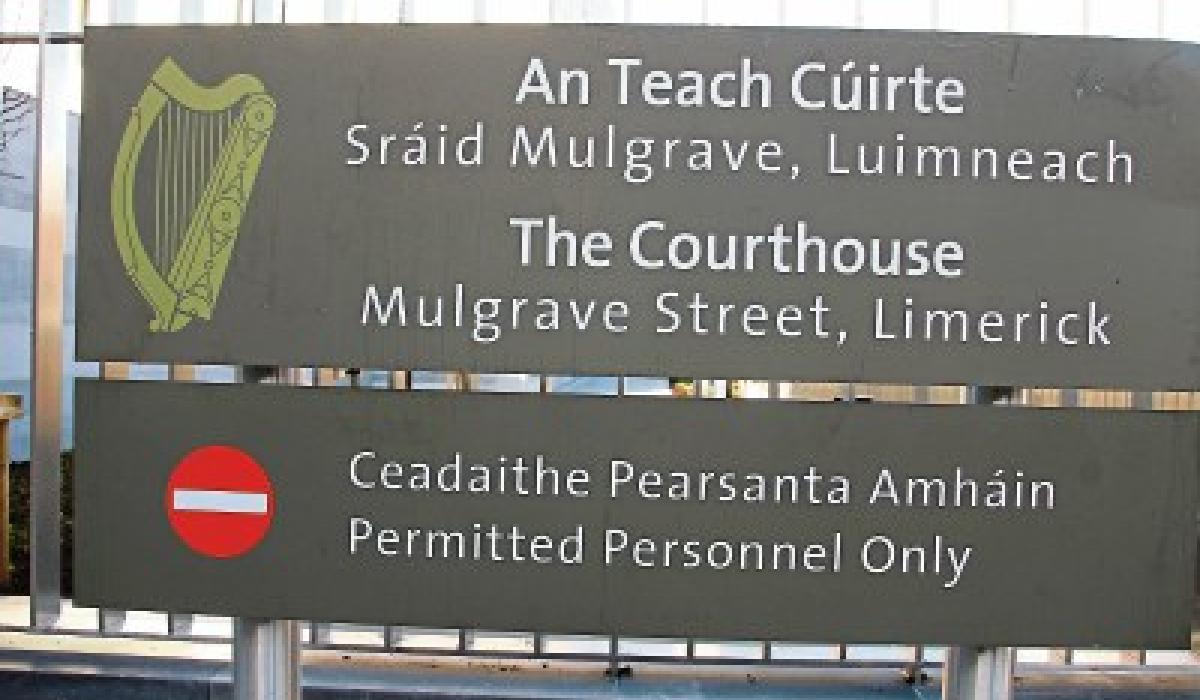 An Teach Cúirte
Sráid Mulgrave, Luimneach
The Courthouse
Mulgrave Street, Limerick
Ceadaithe Pearsanta Amháin
Permitted Personnel Only